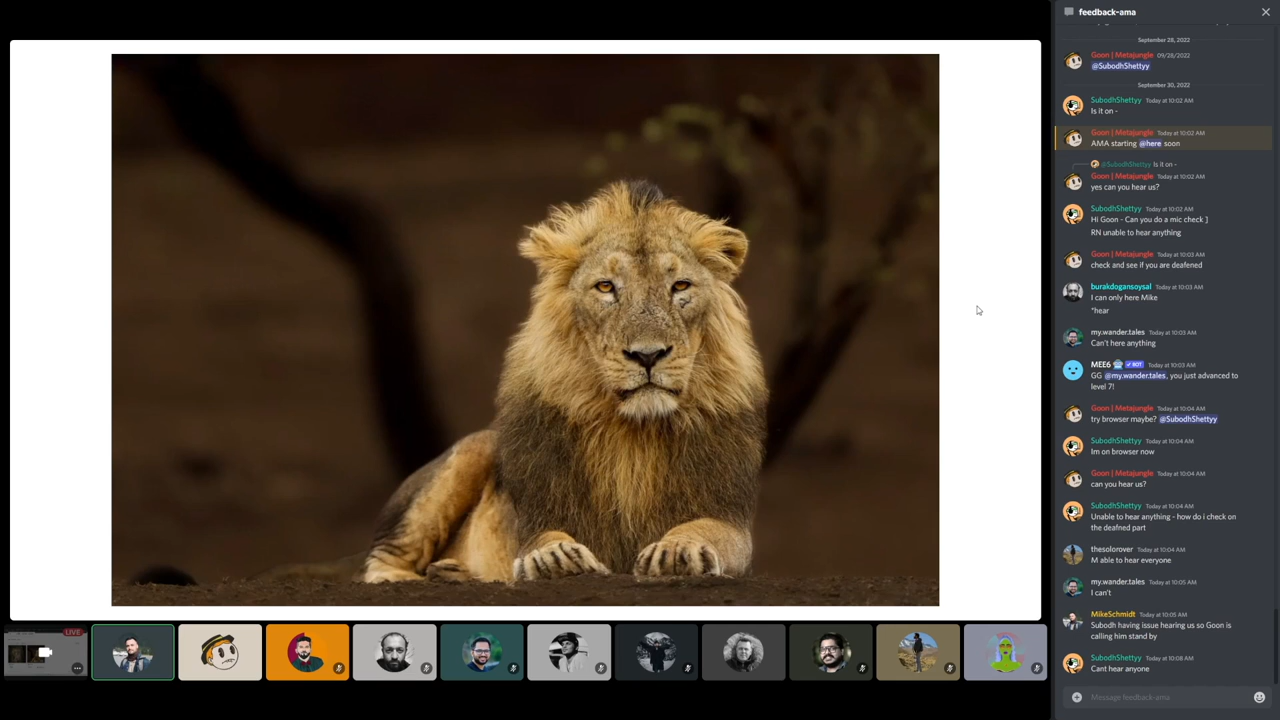 feedback-ama
September 28, 2022
Goon | Metajungle 09/28/2022
@SubodhShettyy
September 30, 2022
SubodhShettyy Today at 10:02 AM
Is it on -
Goon | Metajungle Today at 10:02 AM
AMA starting @here soon
@SubodhShettyy Is it on -
Goon | Metajungle Today at 10:02 AM
yes can you hear us?
SubodhShettyy Today at 10:02 AM
Hi Goon - Can you do a mic check ]
RN unable to hear anything
Goon | Metajungle Today at 10:03 AM
check and see if you are deafened
burakdogansoysal Today at 10:03 AM
I can only here Mike
*hear
my.wander.tales Today at 10:03 AM
Can't here anything
MEE6 BOT Today at 10:03 AM
GG @my.wander.tales, you just advanced to
level 7!
Goon | Metajungle Today at 10:04 AM
try browser maybe? @SubodhShettyy
SubodhShettyy Today at 10:04 AM
Im on browser now
Goon | Metajungle Today at 10:04 AM
can you hear us?
SubodhShettyy Today at 10:04 AM
Unable to hear anything - how do i check on
the deafned part
thesolorover Today at 10:04 AM
M able to hear everyone
my.wander.tales Today at 10:05 AM
I can't
MikeSchmidt Today at 10:05 AM
Subodh having issue hearing us so Goon is
calling him stand by
SubodhShettyy Today at 10:08 AM
Cant hear anyone
Message feedback-ama
LIVE